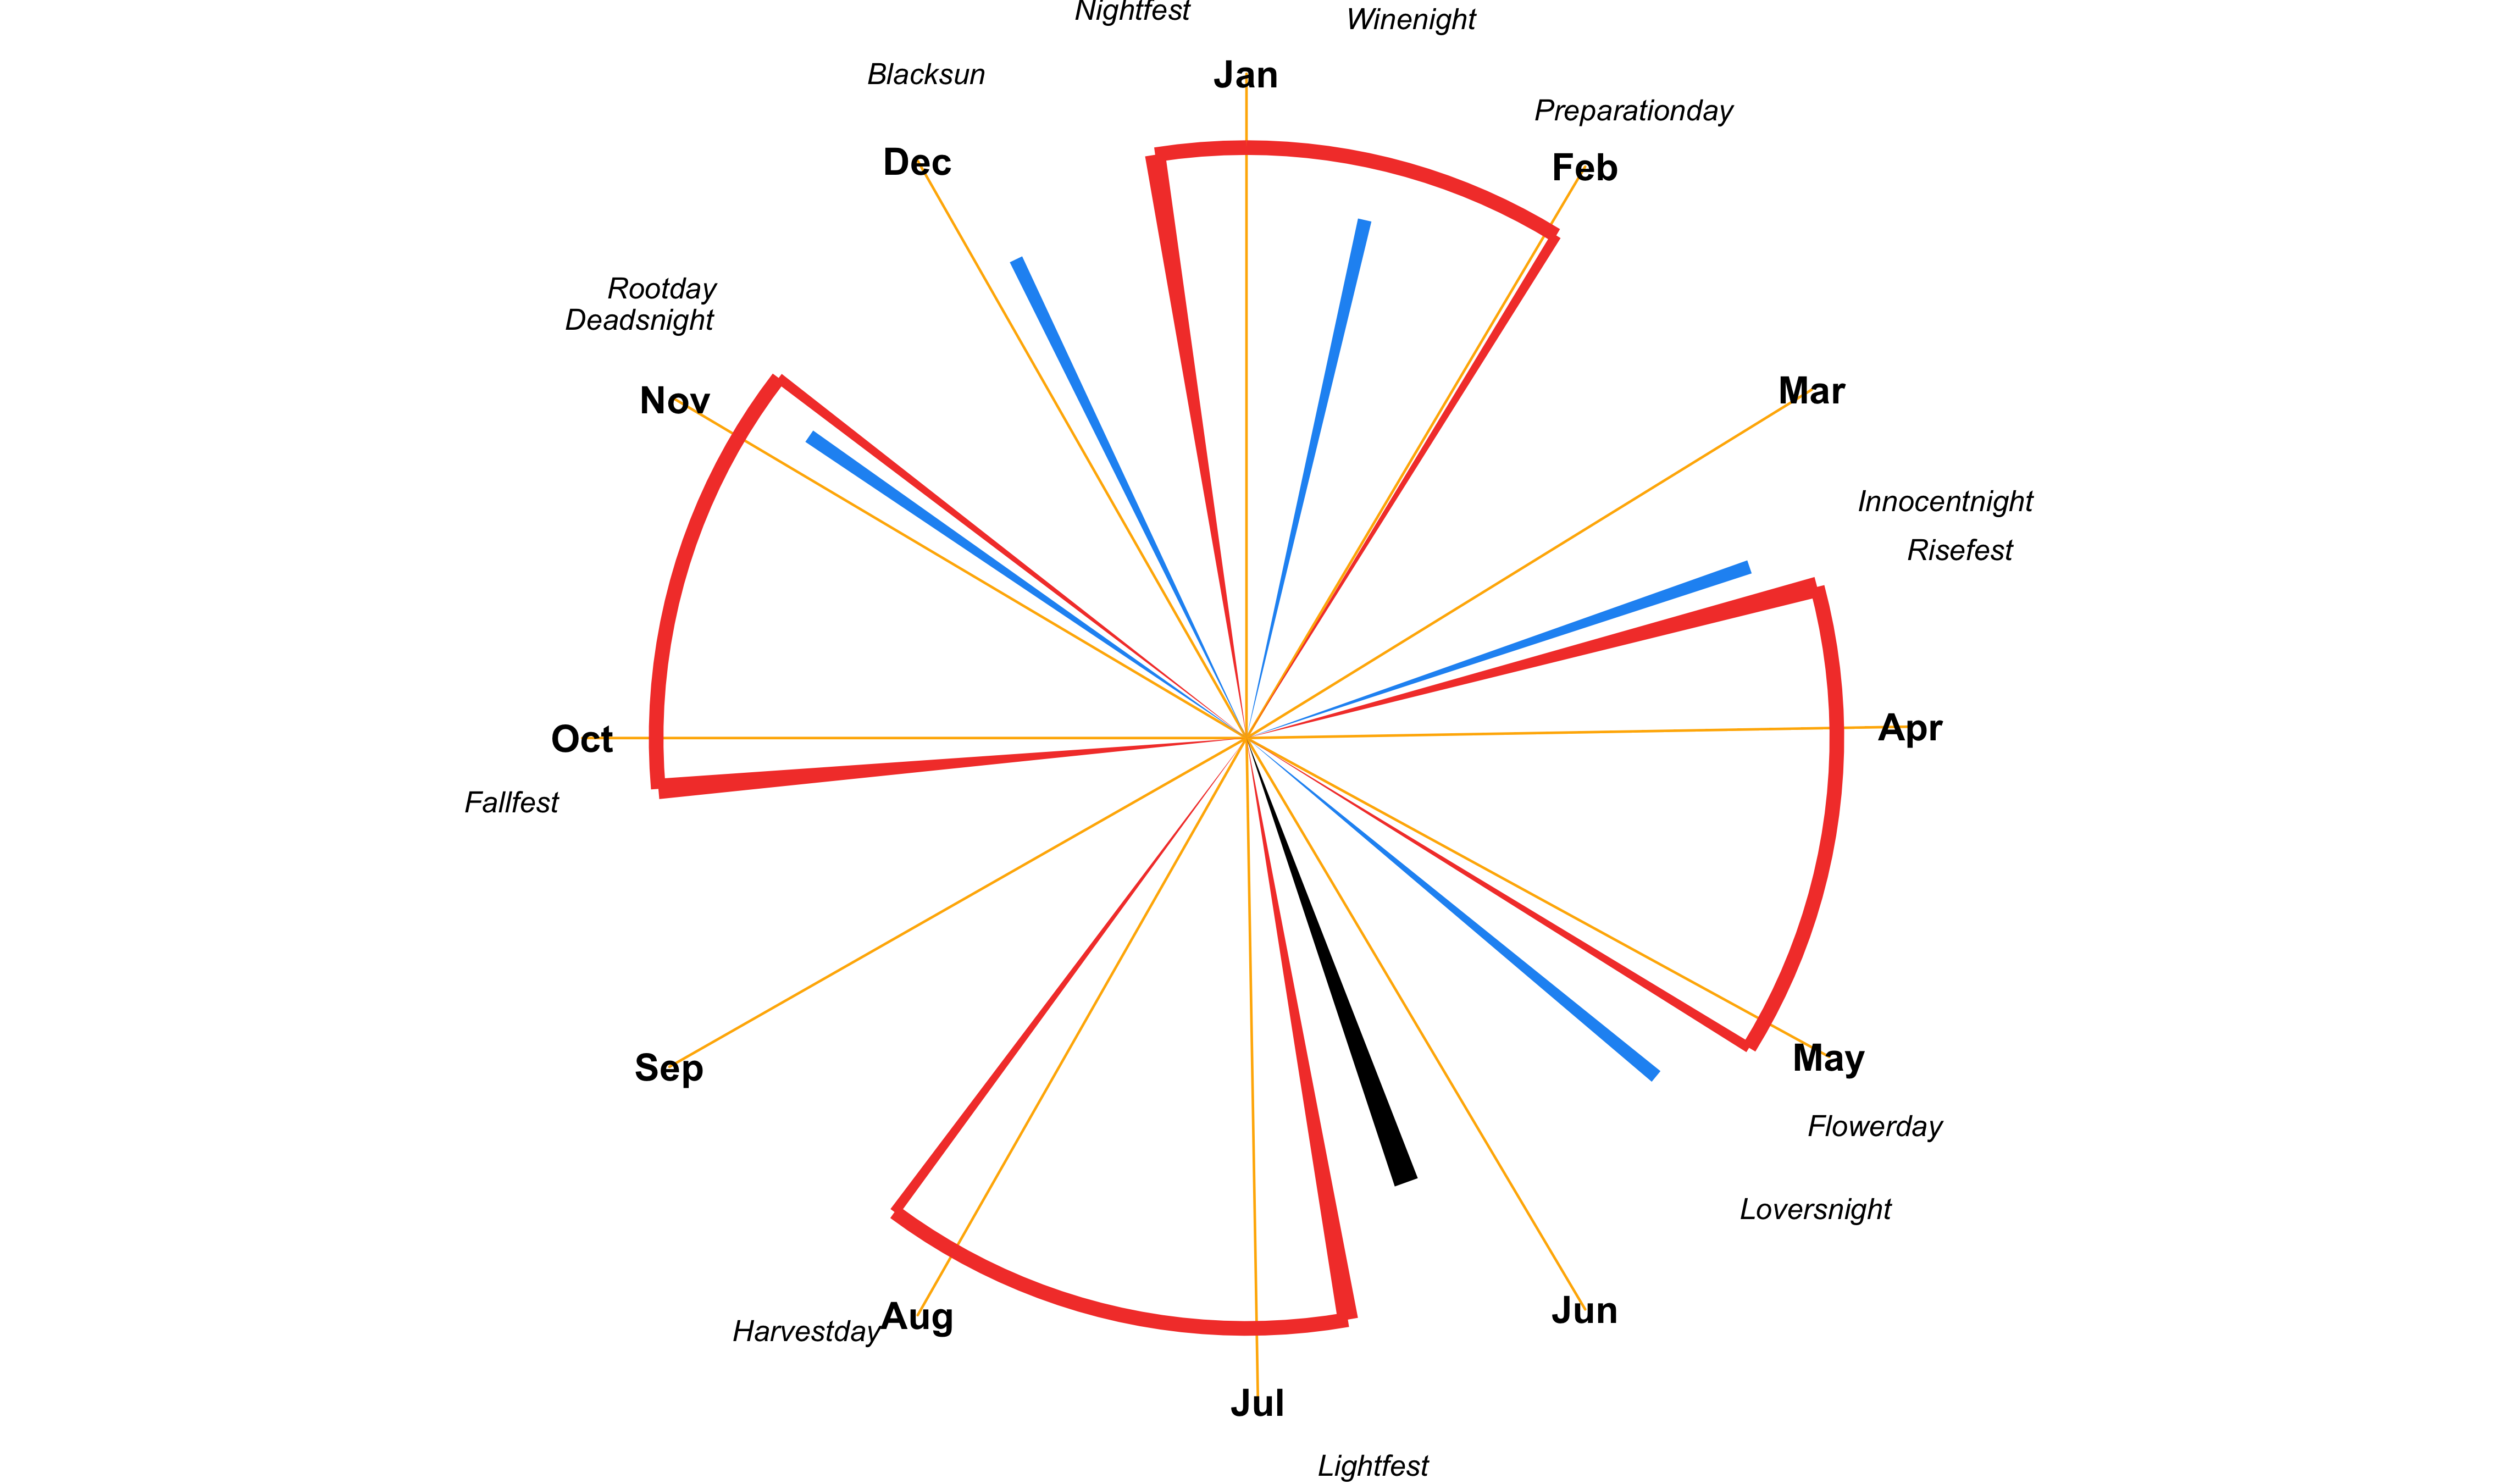 Nightfest
Winenight
Blacksun
Jan
Preparationday
Dec
Feb
Rootday
Deadsnight
Nov
Mar
Innocentnight
Risefest
Oct
Apr
Fallfest
Sep
May
Flowerday
Loversnight
Harvestday
Aug
Jun
Jul
Lightfest